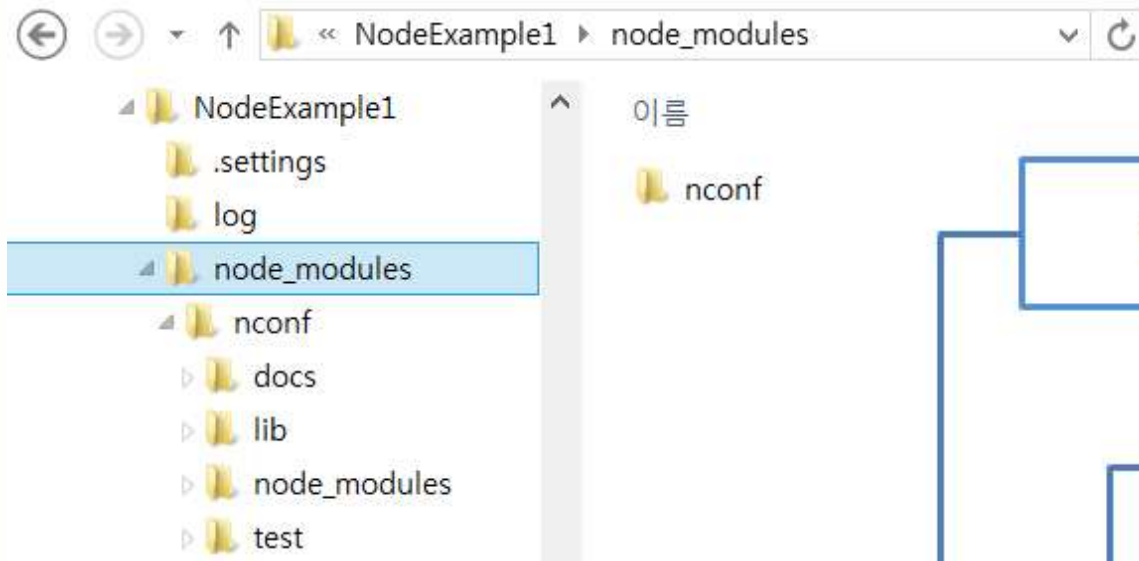 « NodeExample1 ▸ node_modules
NodeExample1
.settings
log
node_modules
nconf
docs
lib
node_modules
test
이름
nconf